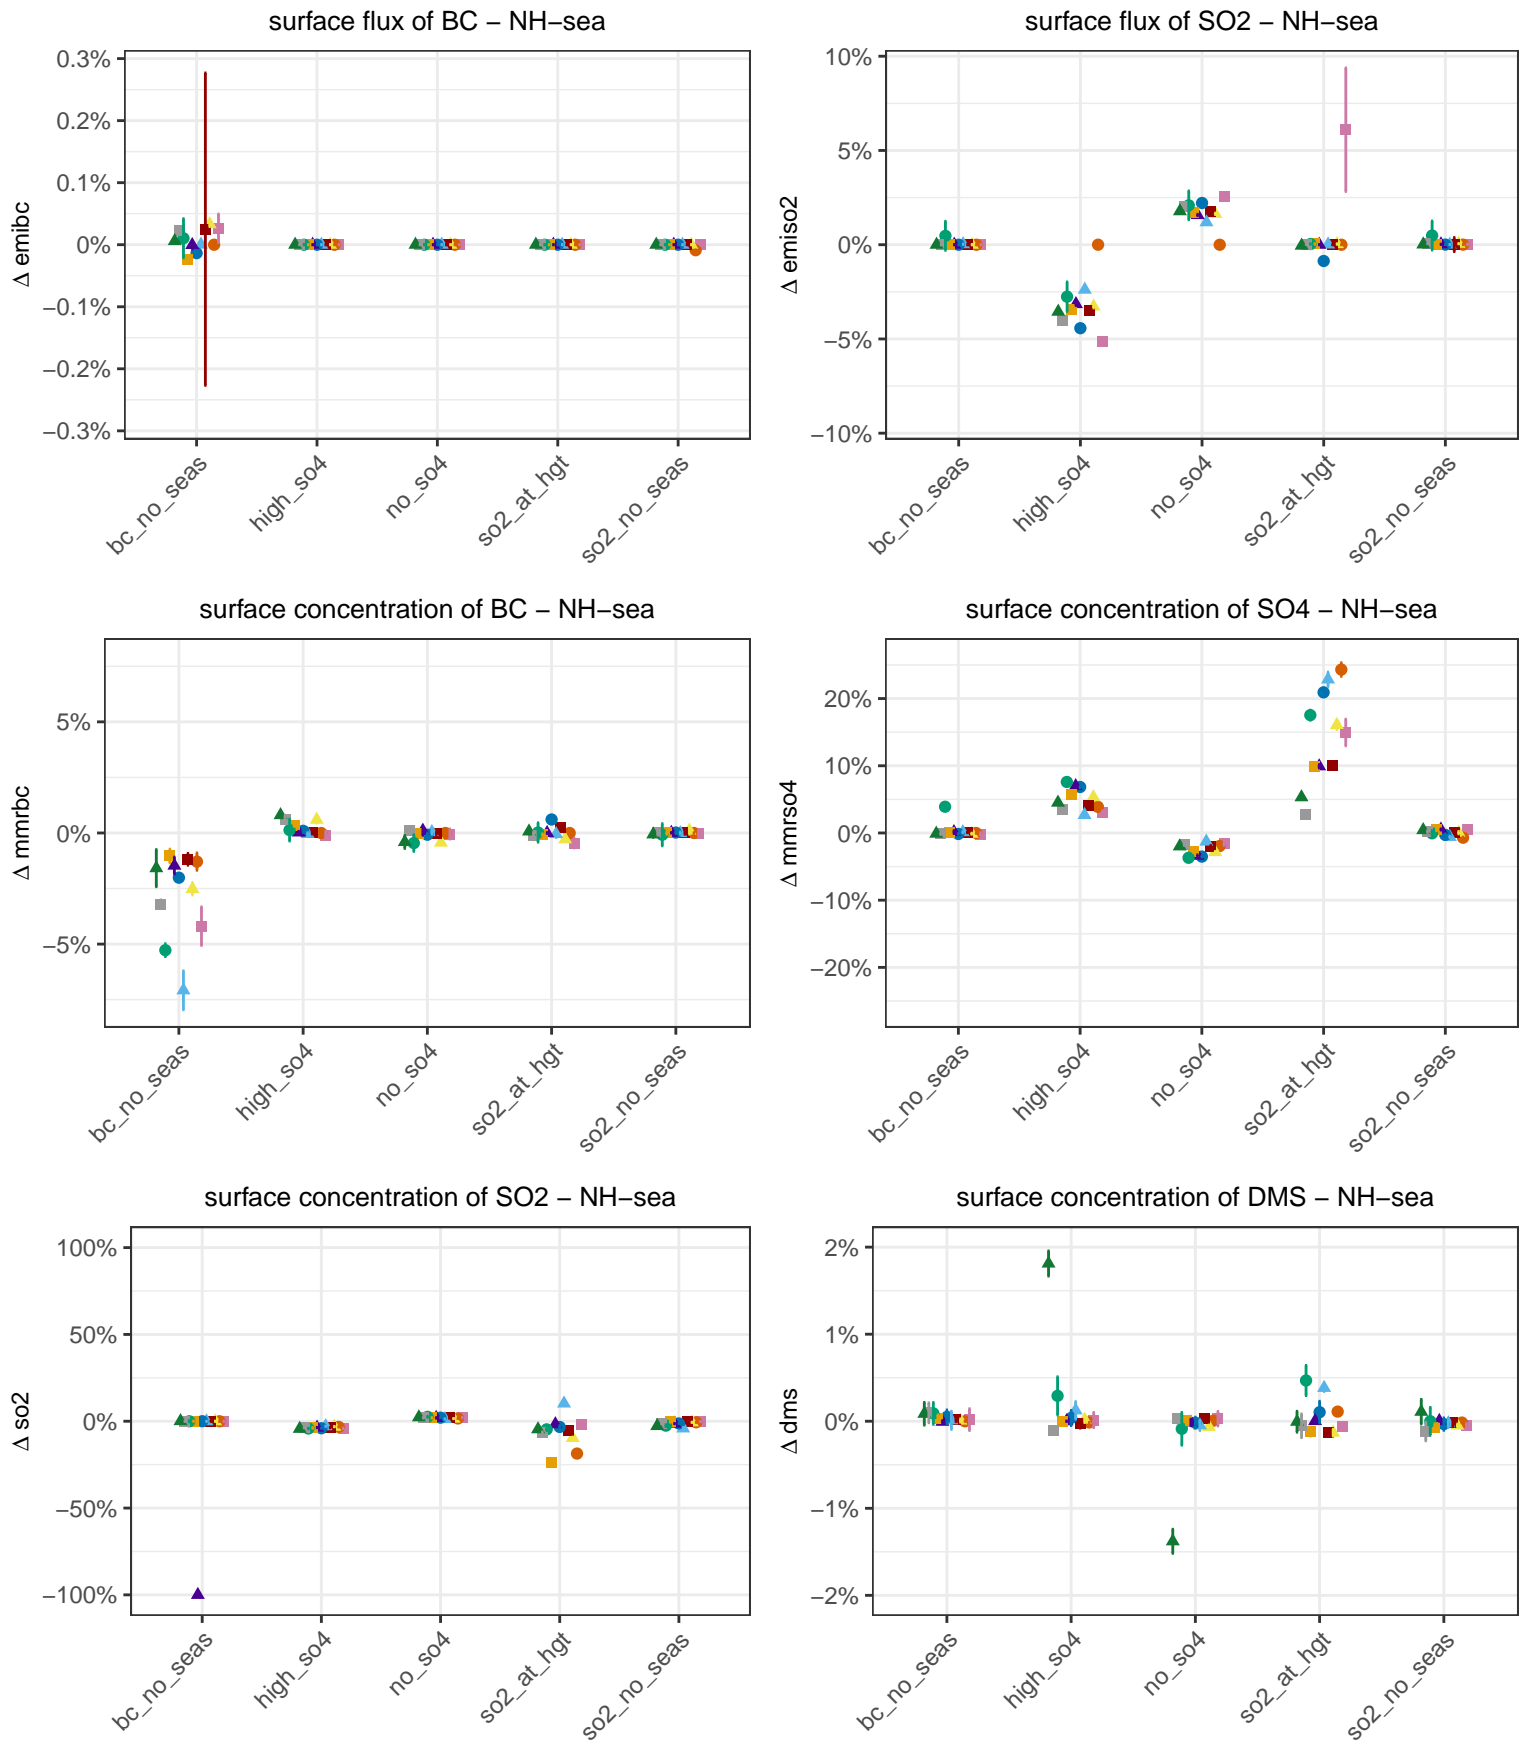 surface flux of BC − NH−sea
0.3%
0.2%
0.1%
0%
−0.1%
−0.2%
−0.3%
Δ emibc
bc_no_seas
high_so4
no_so4
so2_at_hgt
so2_no_seas
surface flux of SO2 − NH−sea
10%
5%
0%
−5%
−10%
Δ emiso2
bc_no_seas
high_so4
no_so4
so2_at_hgt
so2_no_seas
surface concentration of BC − NH−sea
5%
0%
−5%
Δ mmrbc
bc_no_seas
high_so4
no_so4
so2_at_hgt
so2_no_seas
surface concentration of SO4 − NH−sea
20%
10%
0%
−10%
−20%
Δ mmrso4
bc_no_seas
high_so4
no_so4
so2_at_hgt
so2_no_seas
surface concentration of SO2 − NH−sea
100%
50%
0%
−50%
−100%
Δ so2
bc_no_seas
high_so4
no_so4
so2_at_hgt
so2_no_seas
surface concentration of DMS − NH−sea
2%
1%
0%
−1%
−2%
Δ dms
bc_no_seas
high_so4
no_so4
so2_at_hgt
so2_no_seas